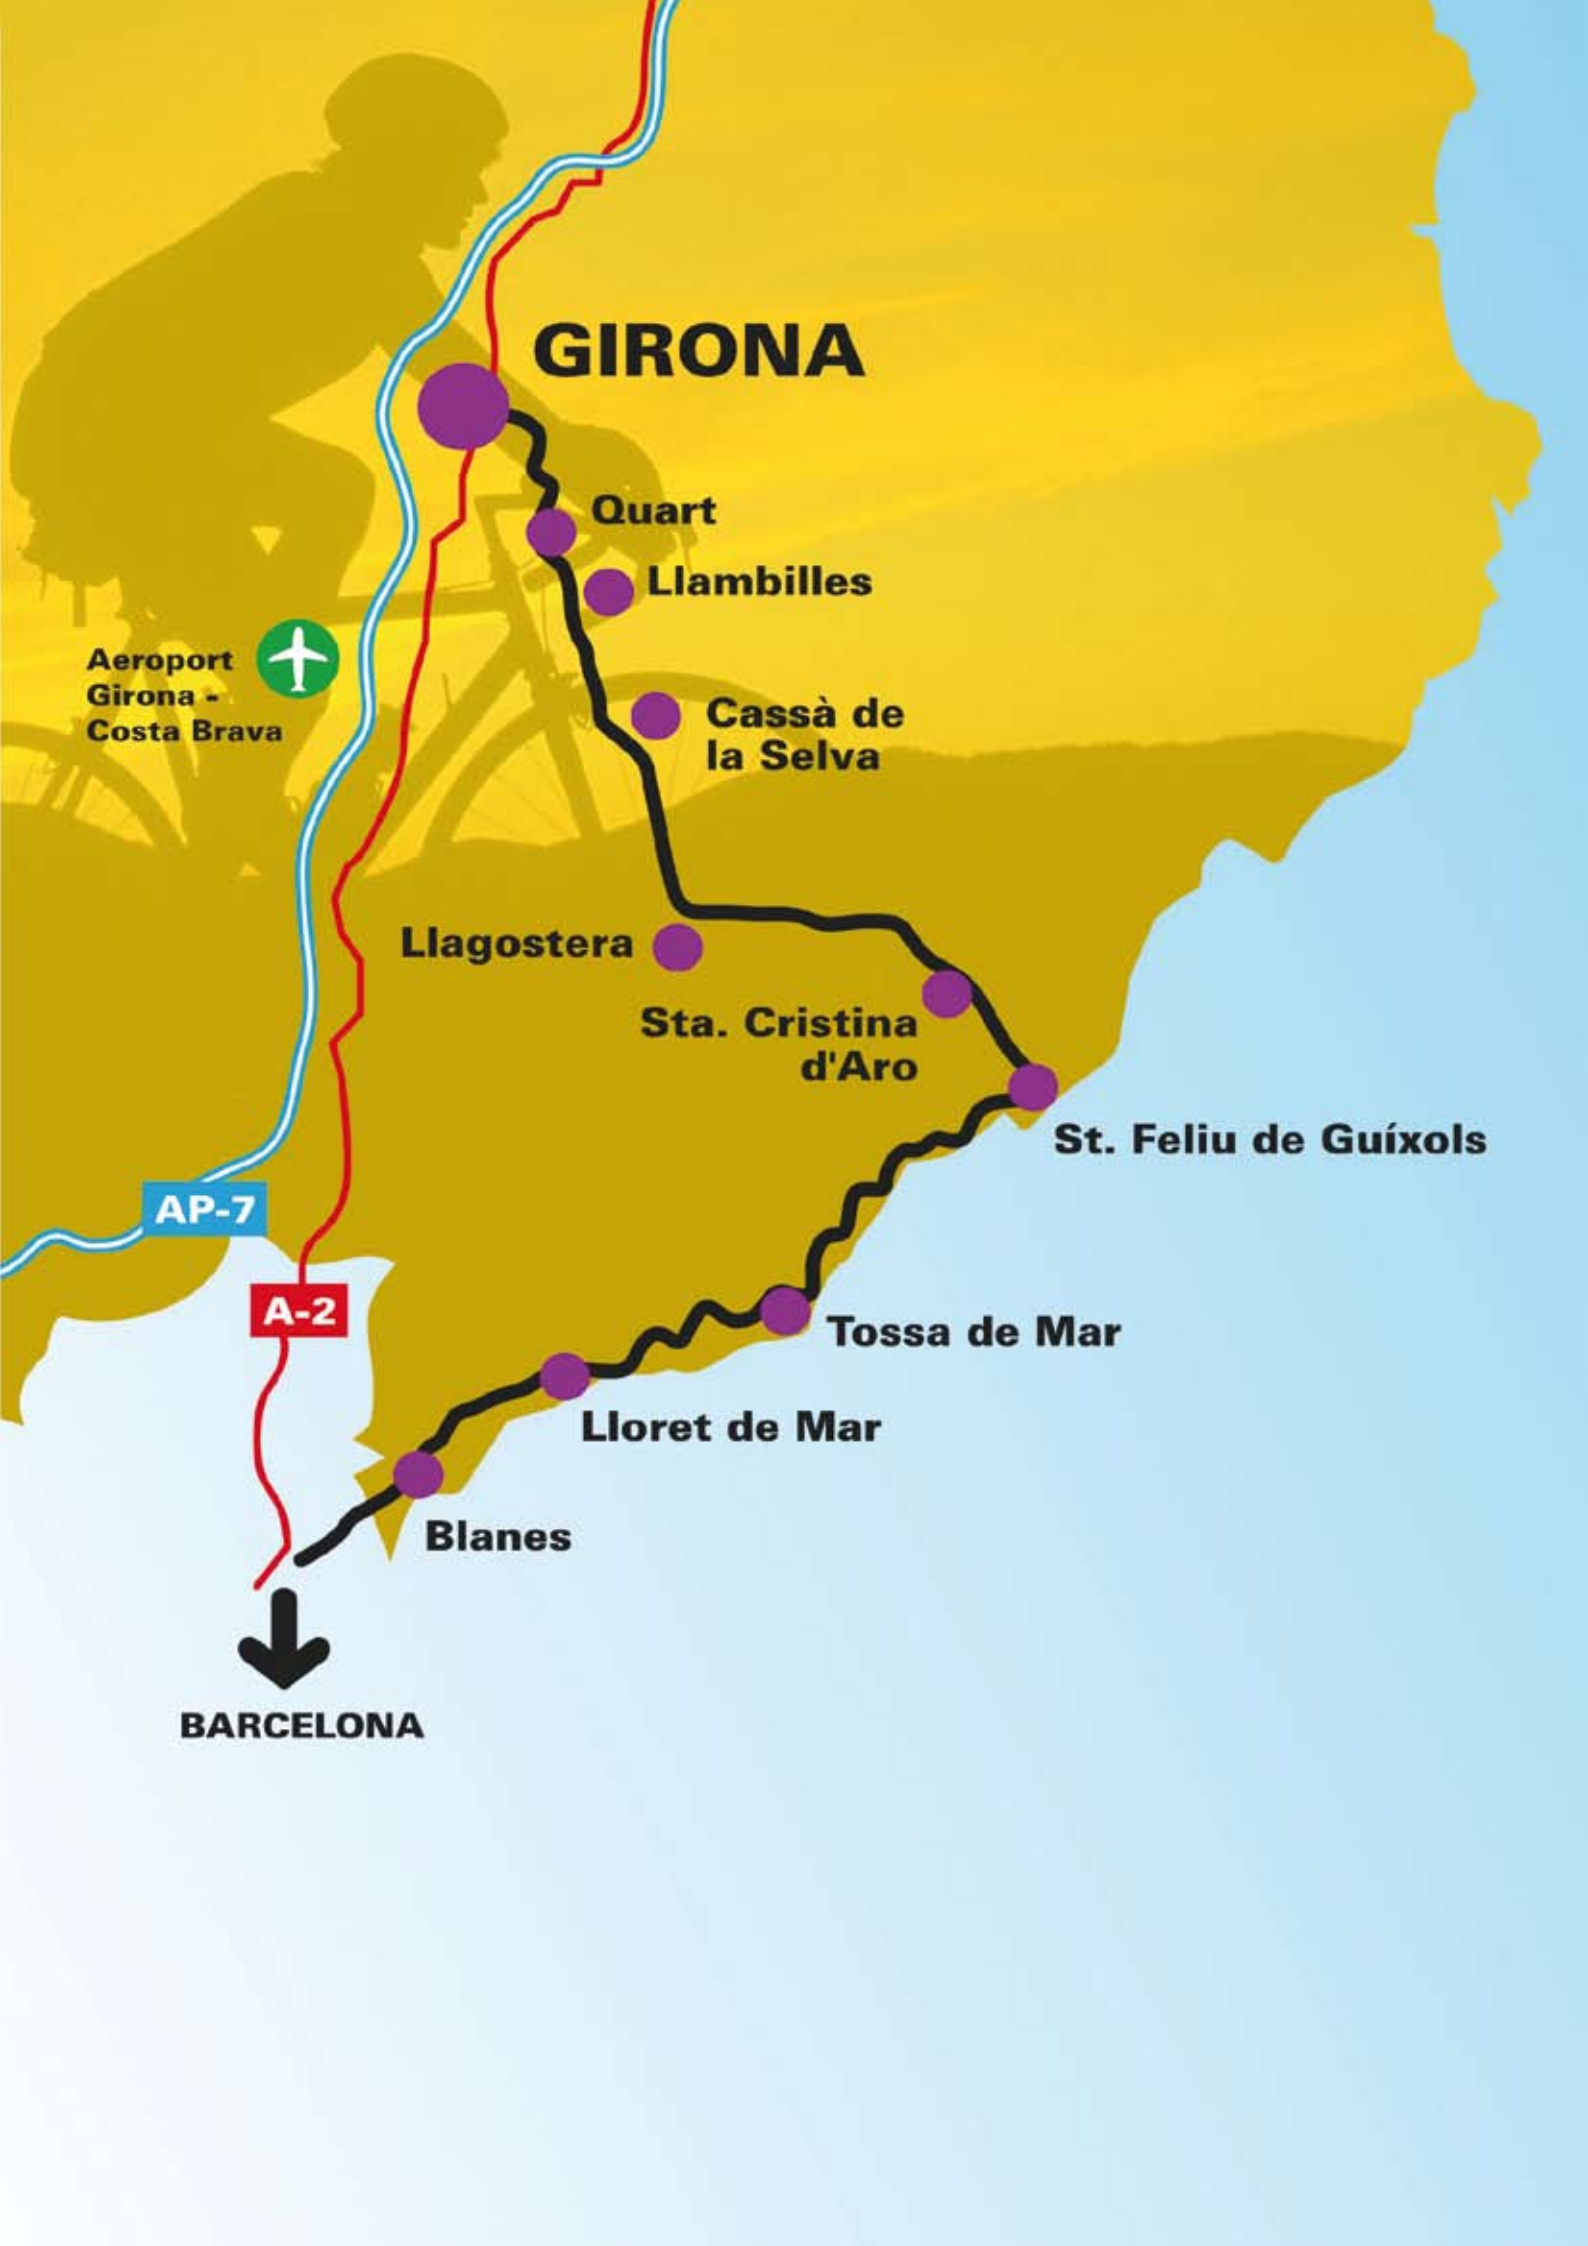 GIRONA
Quart
Llambilles
Aeroport
Girona -
Costa Brava
Cassà de
la Selva
Llagostera
Sta. Cristina
d'Aro
St. Feliu de Guíxols
AP-7
A-2
Tossa de Mar
Lloret de Mar
Blanes
BARCELONA